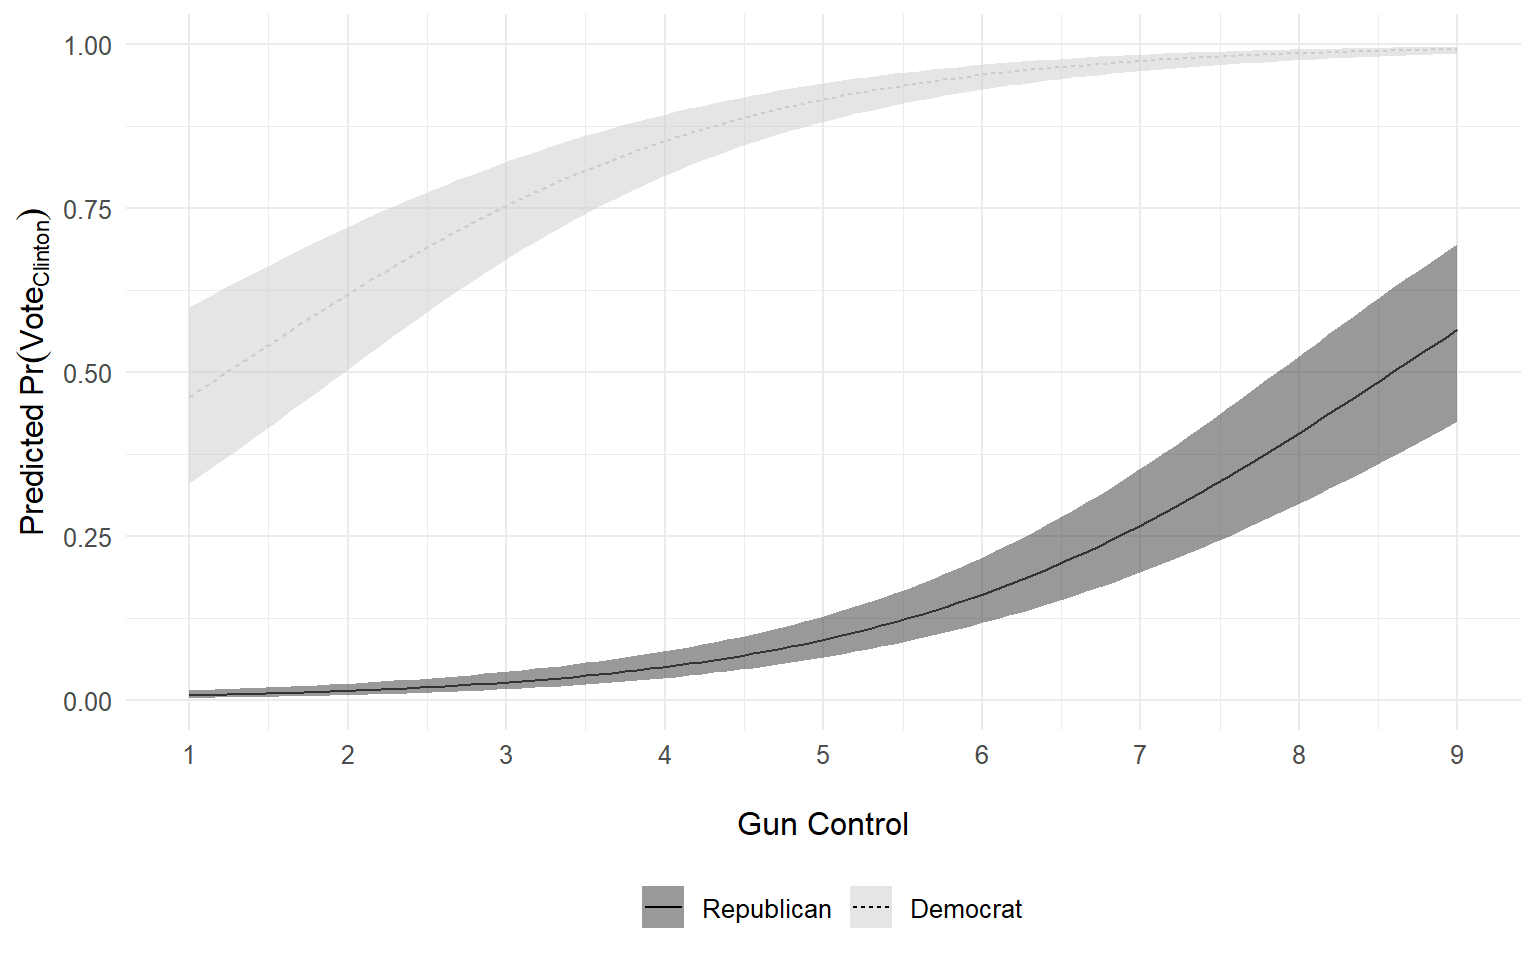 1.00
0.75
0.50
0.25
0.00
Predicted Pr(Vote_Clinton)
1 2 3 4 5 6 7 8 9
Gun Control
Republican Democrat